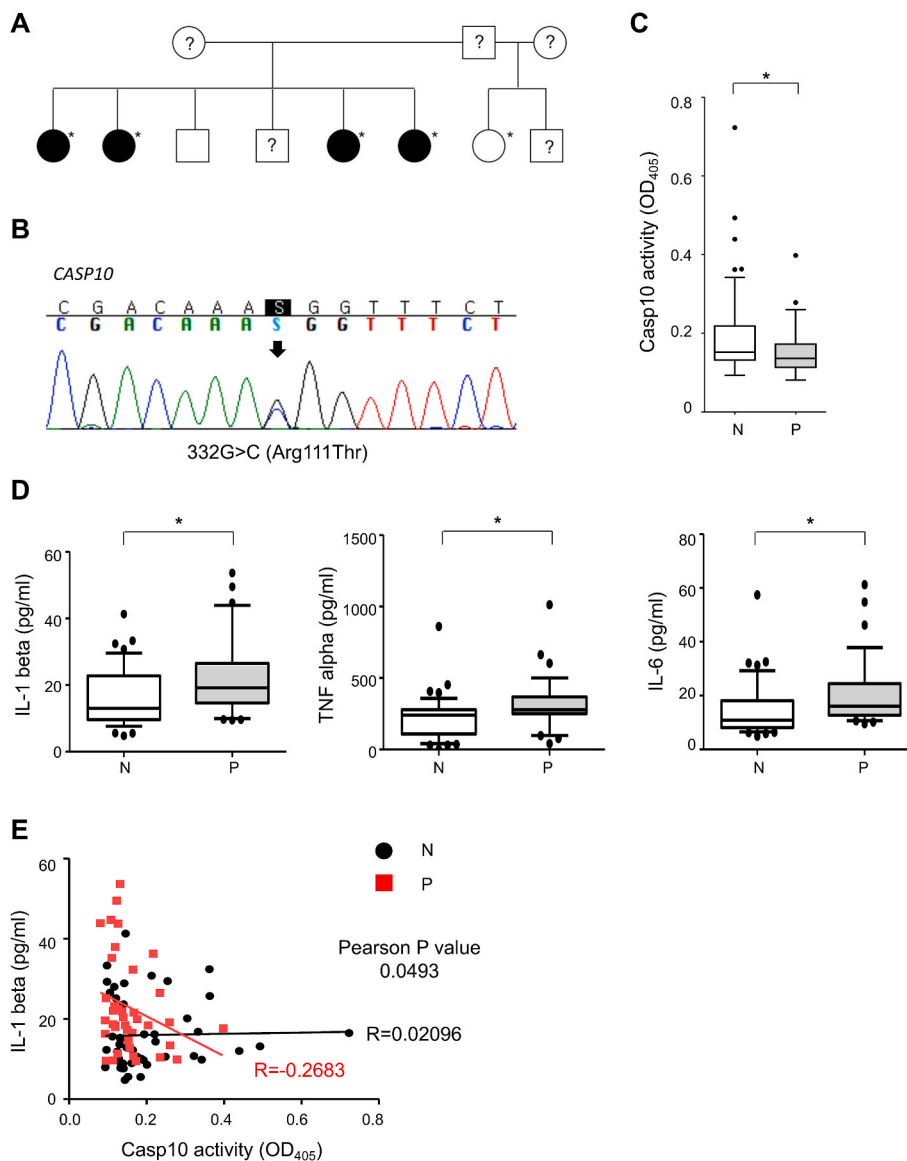 A
? ? ?
* * ? * * * ?
B
CASP10
C G A C A A A S G G T T T C T
C G A C A A A S G G T T T C T
332G>C (Arg111Thr)
C
*
Casp10 activity (OD405)
0.8
0.6
0.4
0.2
0
N P
D
*
IL-1 beta (pg/ml)
60
40
20
0
N P
*
TNF alpha (pg/ml)
1500
1000
500
0
N P
*
IL-6 (pg/ml)
80
60
40
20
0
N P
E
N
P
IL-1 beta (pg/ml)
60
40
20
0
Pearson P value
0.0493
R=0.02096
R=-0.2683
0.0 0.2 0.4 0.6 0.8
Casp10 activity (OD405)